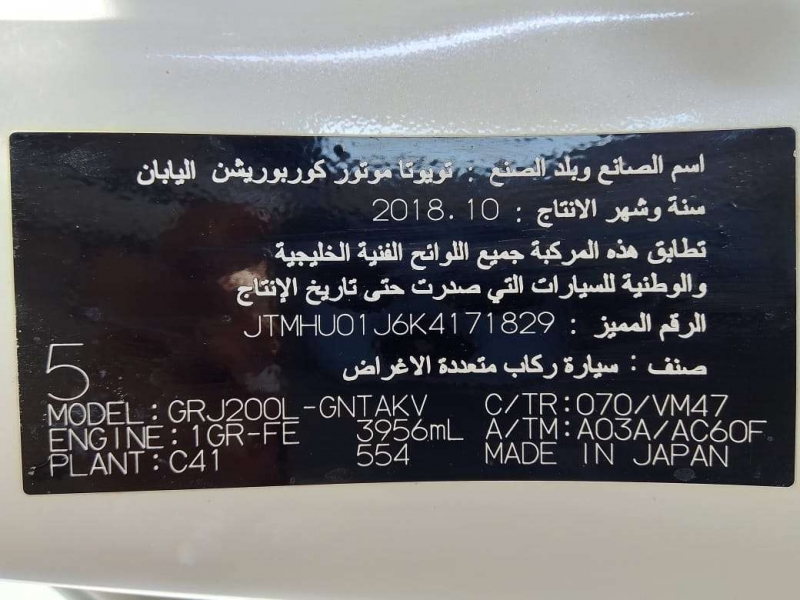 اسم الصانع وبلد الصنع : تويوتا موتور كوربوريشن اليابان
سنة وشهر الانتاج : 2018.10
تطابق هذه المركبة جميع اللوائح الفنية الخليجية
والوطنية للسيارات التي صدرت حتى تاريخ الإنتاج
الرقم المميز : JTMHU01J6K4171829
صنف : سيارة ركاب متعددة الاغراض
5
MODEL:GRJ200L-GNTAKV C/TR:070/VM47
ENGINE:1GR-FE 3956mL A/TM:A03A/AC60F
PLANT:C41 554 MADE IN JAPAN